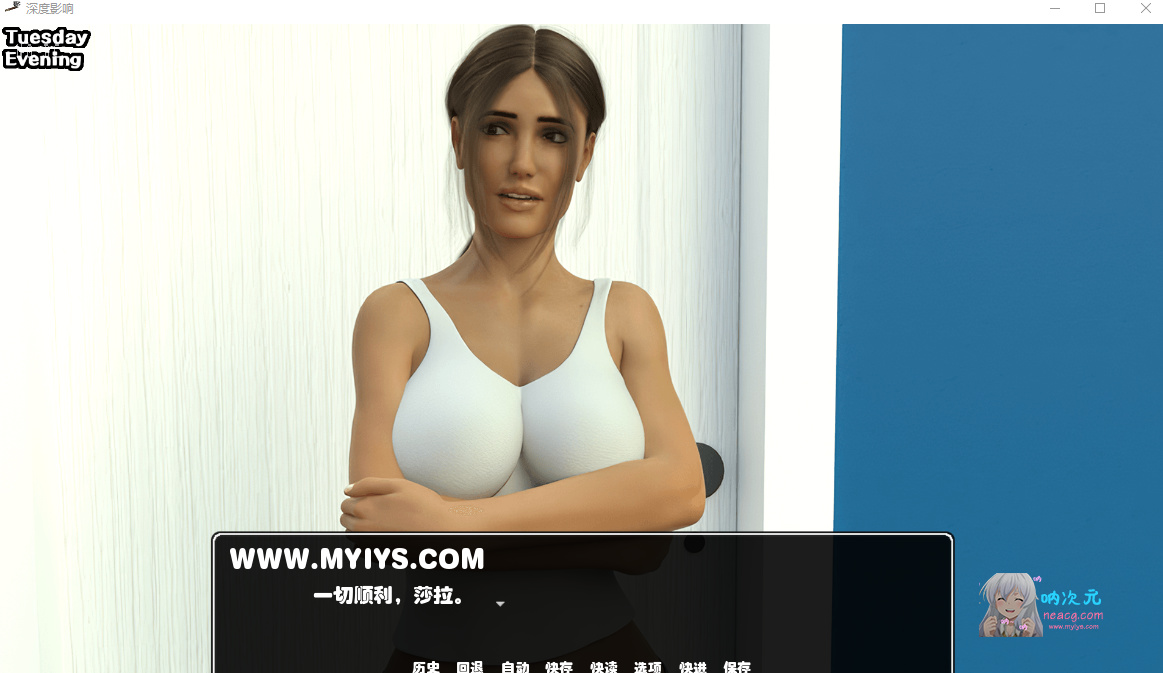 深度影响
Tuesday
Evening
WWW.MYIYS.COM
一切顺利，莎拉。
呐次元
neacg.com
www.myiys.com
历史 回退 自动 快存 快读 选项 快进 保存